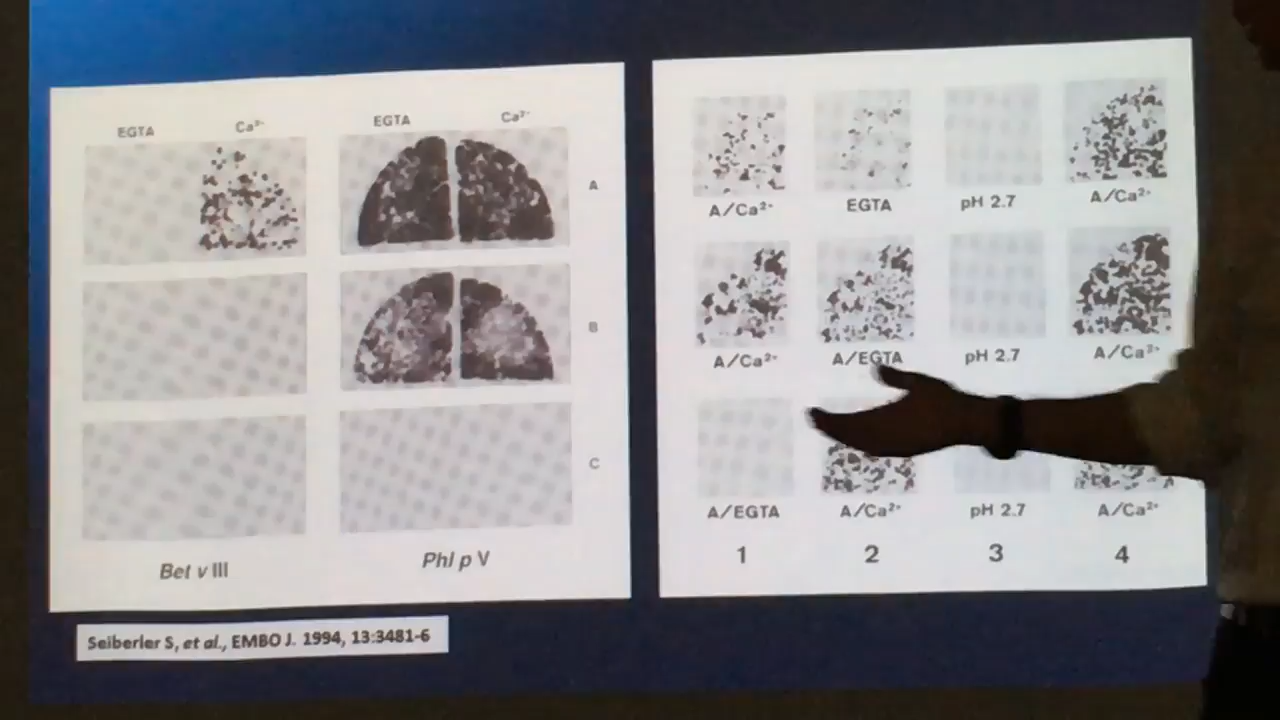 EGTA Ca²⁺ EGTA Ca²⁺
A
B
C
Bet v III Phl p V
A/Ca²⁺ EGTA pH 2.7 A/Ca²⁺
A/Ca²⁺ A/EGTA pH 2.7 A/Ca²⁺
A/EGTA A/Ca²⁺ pH 2.7 A/Ca²⁺
1 2 3 4
Seiberler S, et al., EMBO J. 1994, 13:3481-6